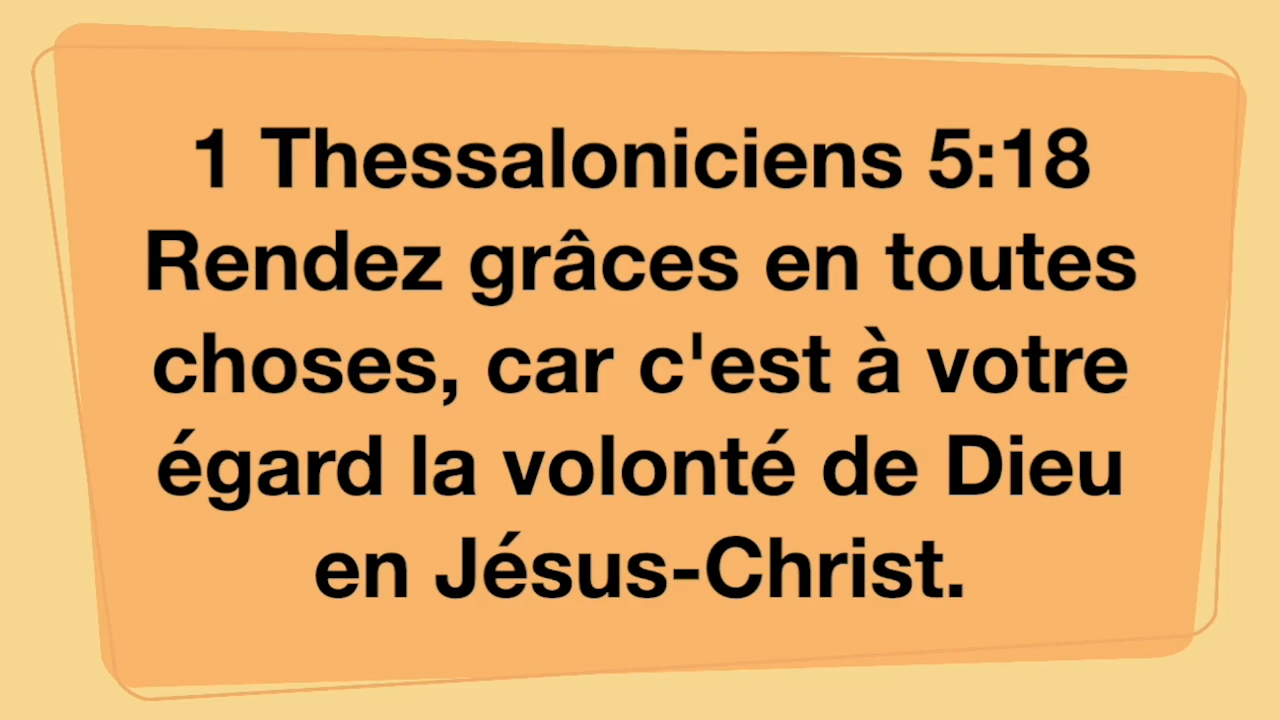 1 Thessaloniciens 5:18
Rendez grâces en toutes
choses, car c'est à votre
égard la volonté de Dieu
en Jésus-Christ.